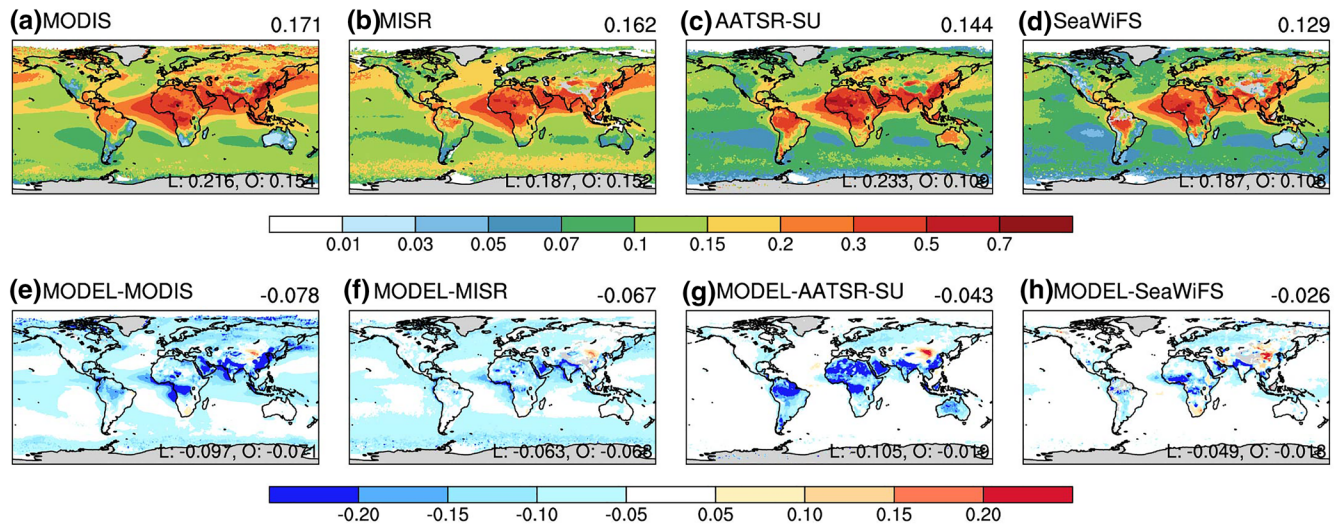 (a) MODIS 0.171
(b) MISR 0.162
(c) AATSR-SU 0.144
(d) SeaWiFS 0.129
L: 0.216, O: 0.154
L: 0.187, O: 0.152
L: 0.233, O: 0.109
L: 0.187, O: 0.108
0.01 0.03 0.05 0.07 0.1 0.15 0.2 0.3 0.5 0.7
(e) MODEL-MODIS -0.078
(f) MODEL-MISR -0.067
(g) MODEL-AATSR-SU -0.043
(h) MODEL-SeaWiFS -0.026
L: -0.097, O: -0.071
L: -0.063, O: -0.068
L: -0.105, O: -0.019
L: -0.049, O: -0.018
-0.20 -0.15 -0.10 -0.05 0.05 0.10 0.15 0.20